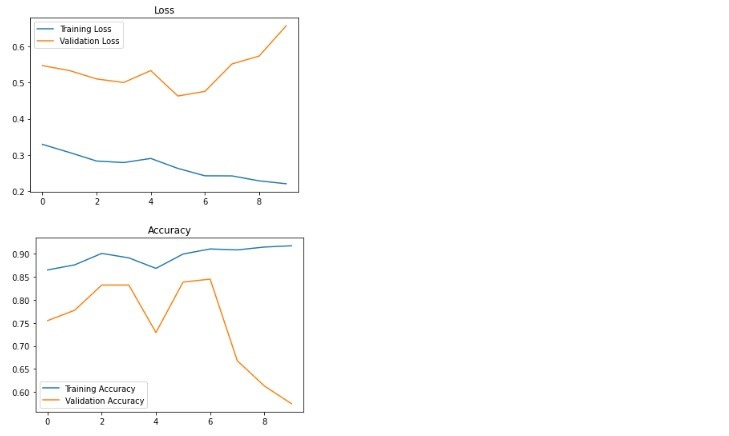 Loss
Training Loss
Validation Loss
0.6
0.5
0.4
0.3
0.2
0 2 4 6 8
Accuracy
0.90
0.85
0.80
0.75
0.70
0.65
0.60
Training Accuracy
Validation Accuracy
0 2 4 6 8